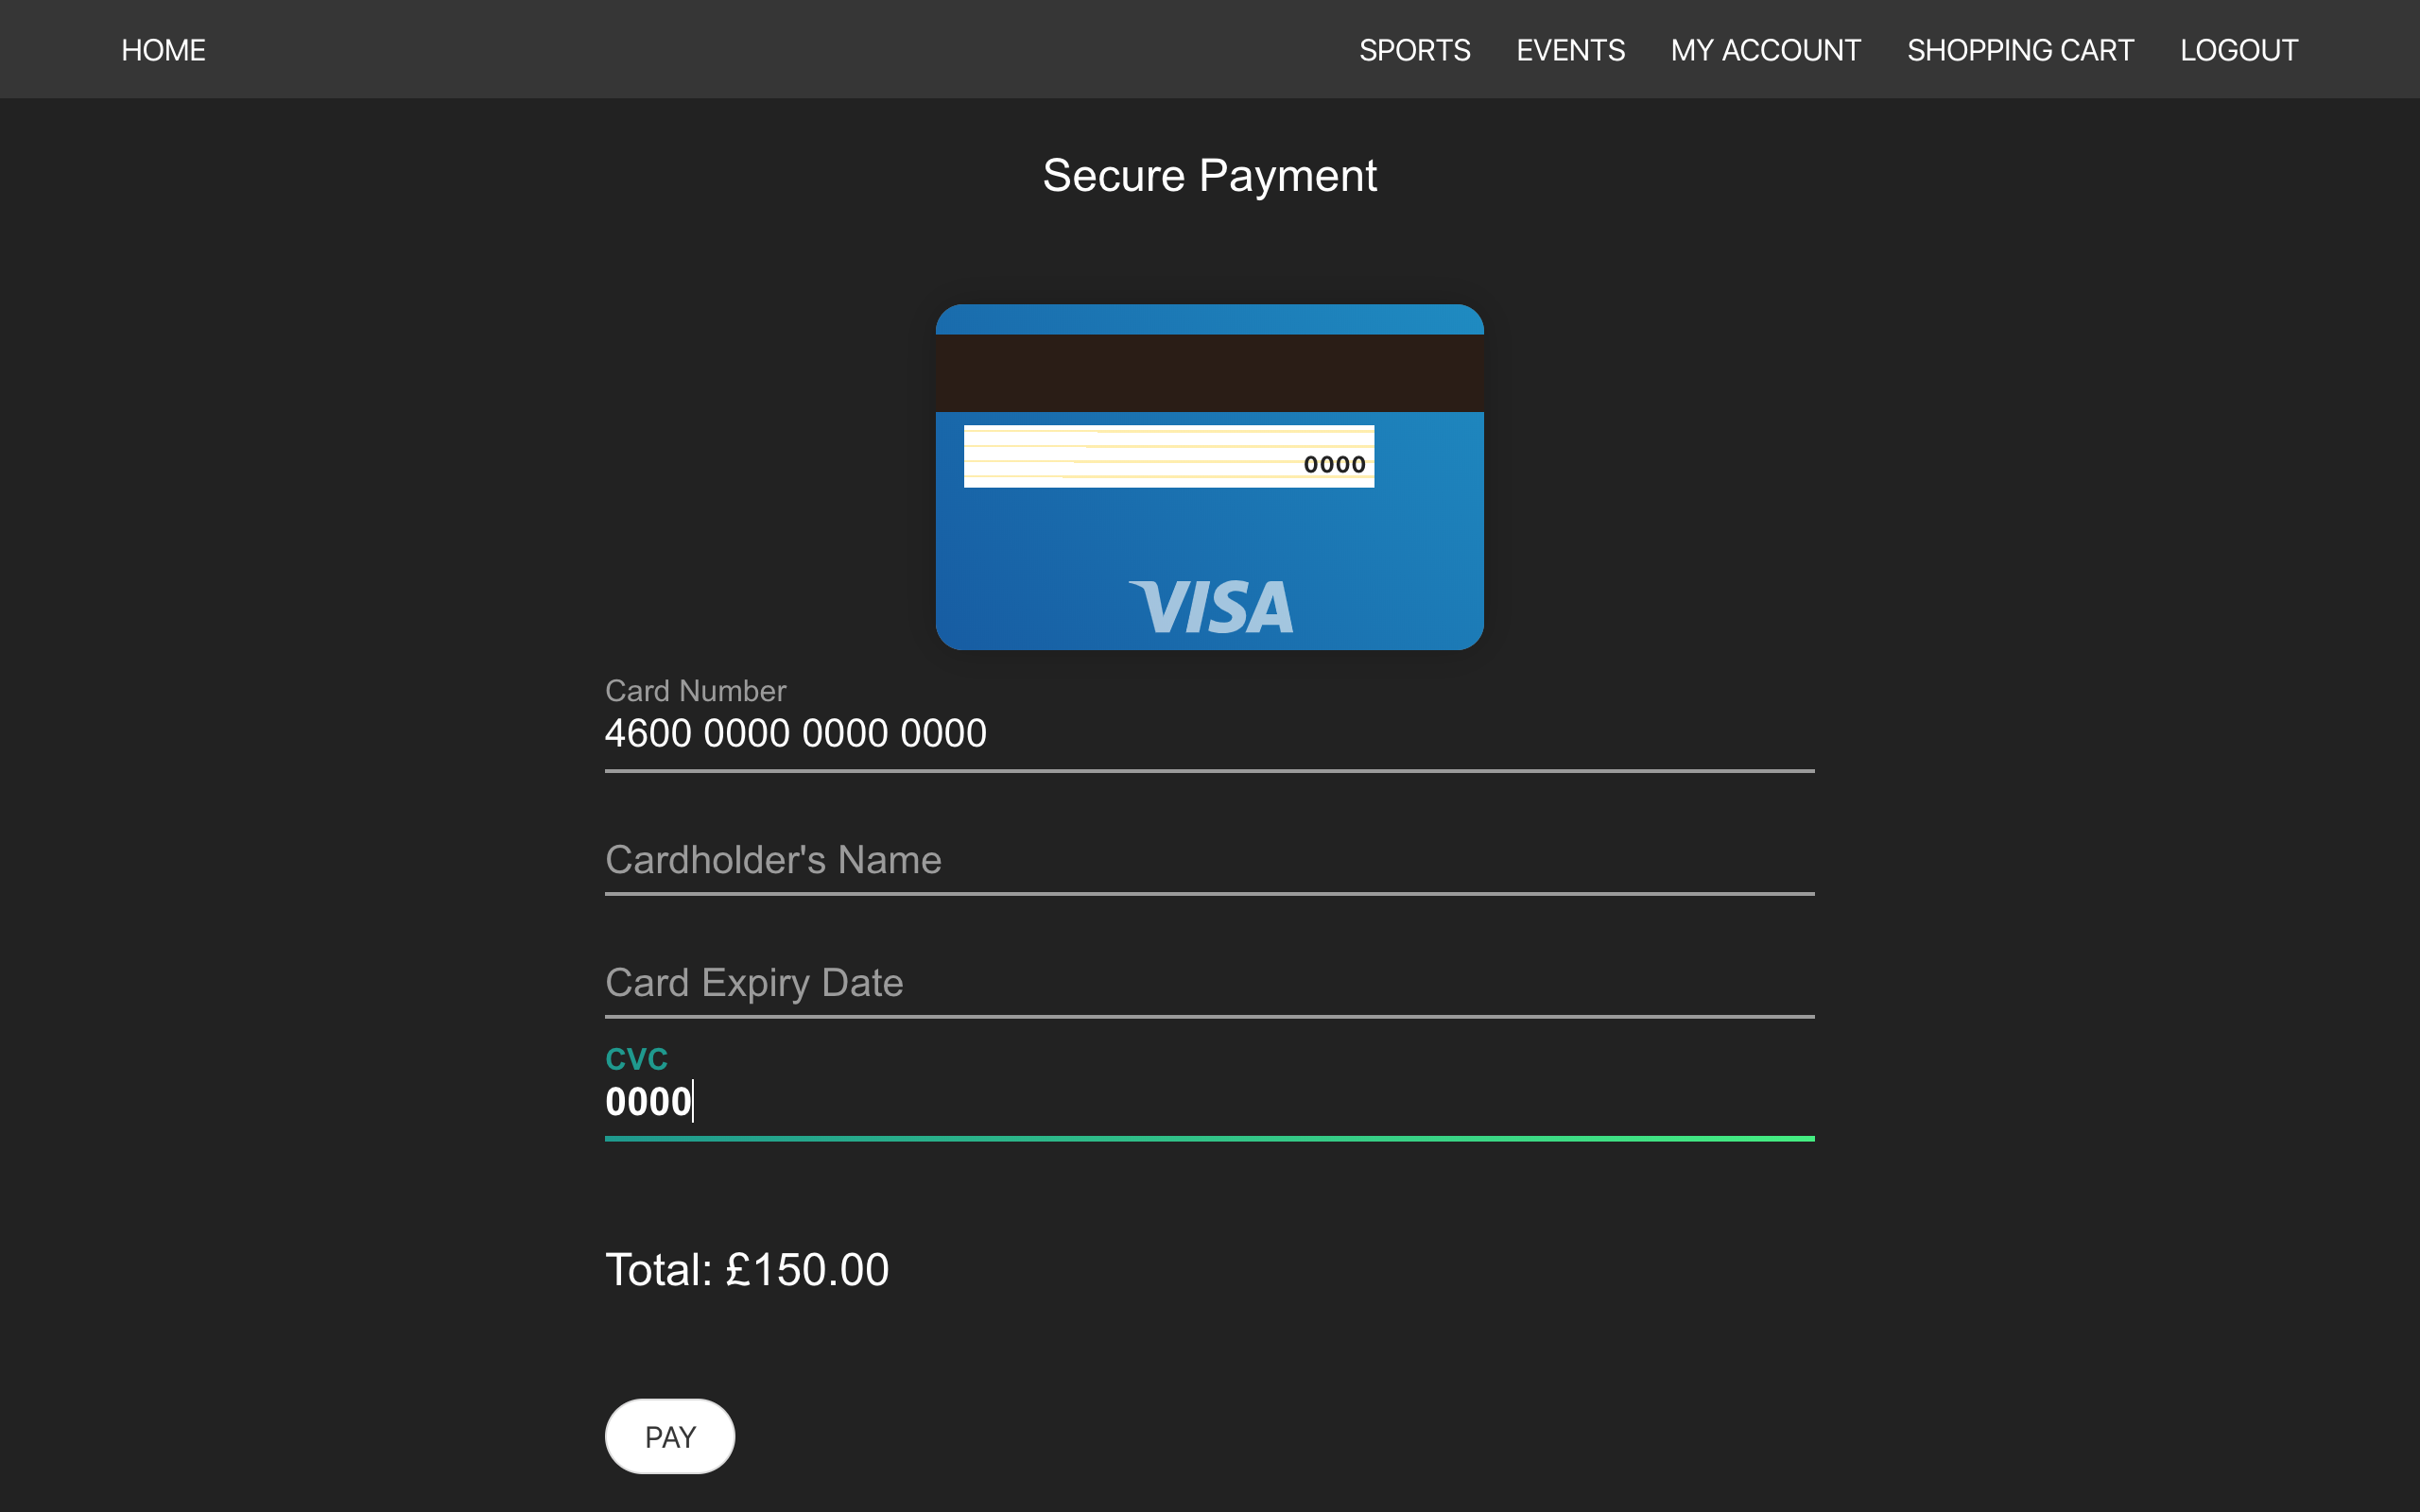 HOME SPORTS EVENTS MY ACCOUNT SHOPPING CART LOGOUT
Secure Payment
0000
VISA
Card Number
4600 0000 0000 0000
Cardholder's Name
Card Expiry Date
CVC
0000
Total: £150.00
PAY